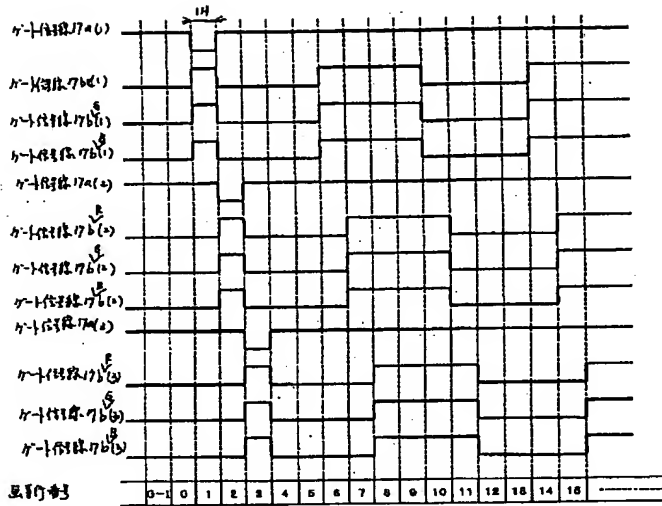 1H
ゲート信号線17a(1)
ゲート信号線17b(1)
G
ゲート信号線17b(1)
B
ゲート信号線17b(1)
ゲート信号線17a(2)
R
ゲート信号線17b(2)
G
ゲート信号線17b(2)
B
ゲート信号線17b(2)
ゲート信号線17a(3)
R
ゲート信号線17b(3)
G
ゲート信号線17b(3)
B
ゲート信号線17b(3)
画素行番号 0-1 0 1 2 3 4 5 6 7 8 9 10 11 12 13 14 15